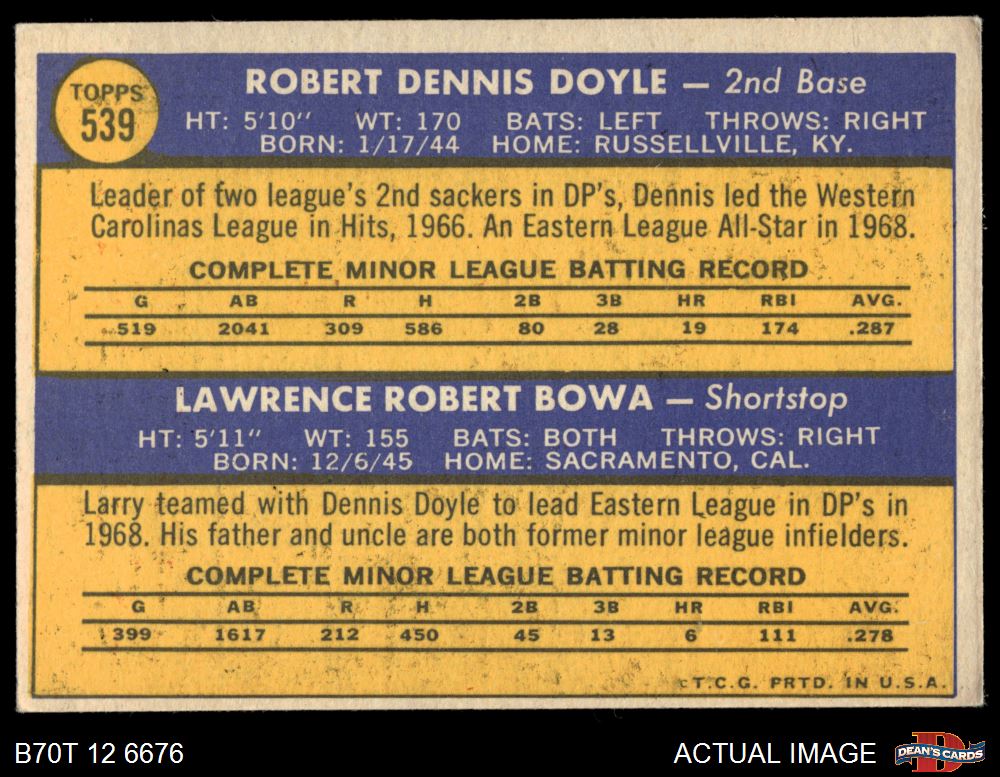 TOPPS
539
ROBERT DENNIS DOYLE — 2nd Base
HT: 5'10" WT: 170 BATS: LEFT THROWS: RIGHT
BORN: 1/17/44 HOME: RUSSELLVILLE, KY.
Leader of two league's 2nd sackers in DP's, Dennis led the Western
Carolinas League in Hits, 1966. An Eastern League All-Star in 1968.
COMPLETE MINOR LEAGUE BATTING RECORD
G AB R H 2B 3B HR RBI AVG.
519 2041 309 586 80 28 19 174 .287
LAWRENCE ROBERT BOWA — Shortstop
HT: 5'11" WT: 155 BATS: BOTH THROWS: RIGHT
BORN: 12/6/45 HOME: SACRAMENTO, CAL.
Larry teamed with Dennis Doyle to lead Eastern League in DP's in
1968. His father and uncle are both former minor league infielders.
COMPLETE MINOR LEAGUE BATTING RECORD
G AB R H 2B 3B HR RBI AVG.
399 1617 212 450 45 13 6 111 .278
©T.C.G. PRTD. IN U.S.A.
B70T 12 6676
ACTUAL IMAGE
D
DEAN'S CARDS